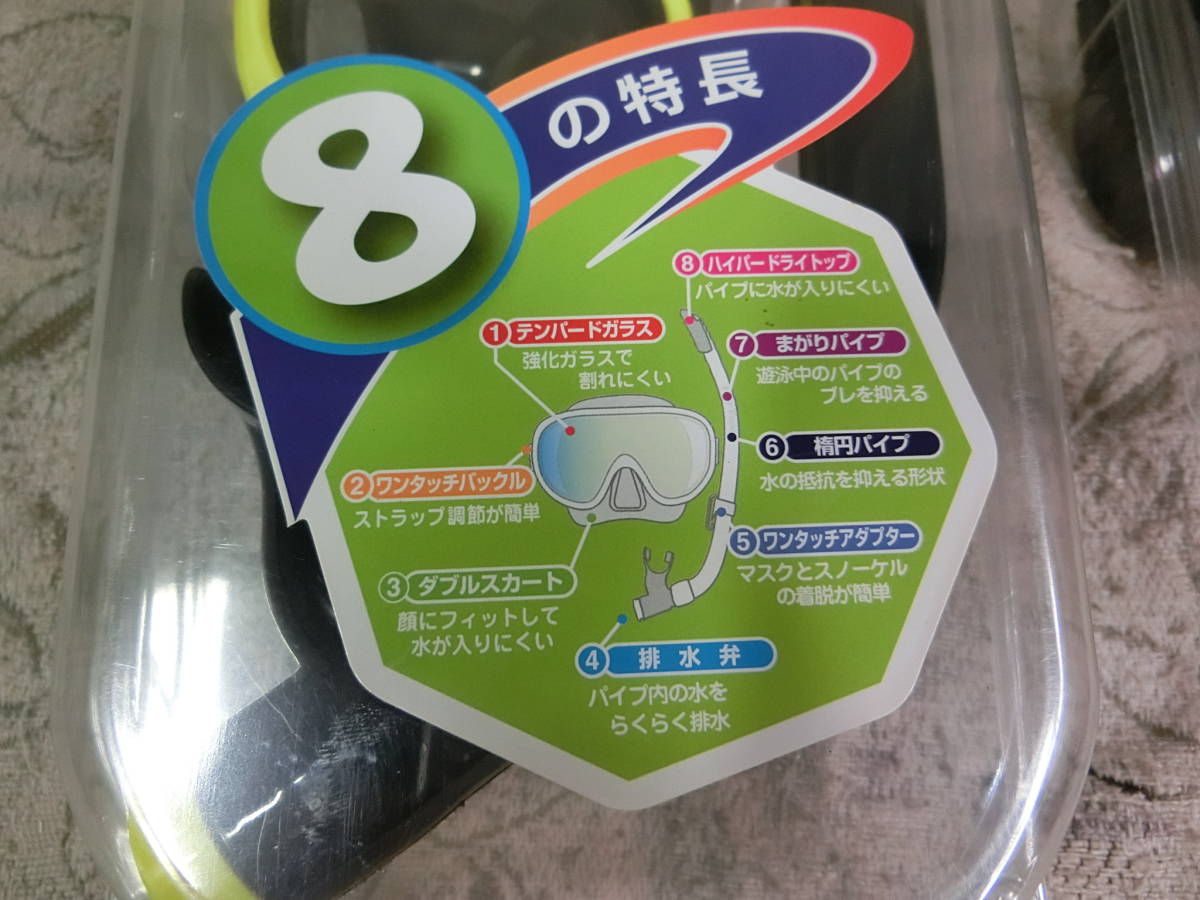 8の特長
1 テンパードガラス
強化ガラスで
割れにくい
2 ワンタッチバックル
ストラップ調節が簡単
3 ダブルスカート
顔にフィットして
水が入りにくい
4 排水弁
パイプ内の水を
らくらく排水
5 ワンタッチアダプター
マスクとスノーケル
の着脱が簡単
6 楕円パイプ
水の抵抗を抑える形状
7 まがりパイプ
遊泳中のパイプの
ブレを抑える
8 ハイパードライトップ
パイプに水が入りにくい